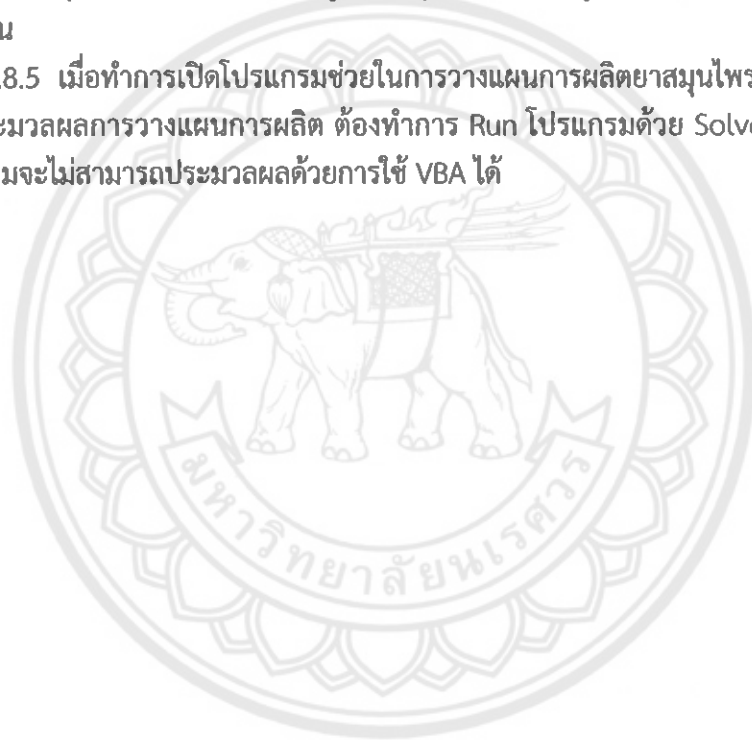 น
.8.5 เมื่อทำการเปิดโปรแกรมช่วยในการวางแผนการผลิตยาสมุนไพร
ะมวลผลการวางแผนการผลิต ต้องทำการ Run โปรแกรมด้วย Solv
มจะไม่สามารถประมวลผลด้วยการใช้ VBA ได้
มหาวิทยาลัยนเรศวร